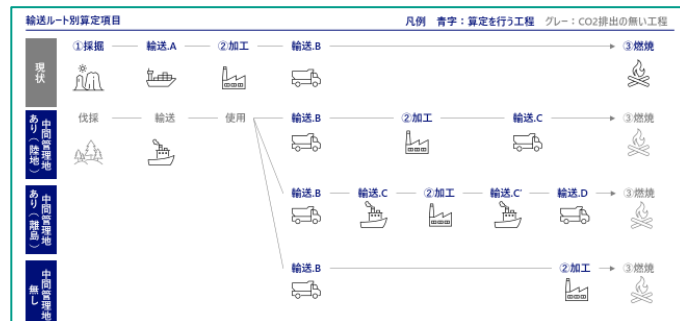 輸送ルート別算定項目
凡例 青字：算定を行う工程 グレー：CO2排出の無い工程
現状
①採掘 輸送.A ②加工 輸送.B ③燃焼
中間管理地
あり（陸地）
伐採 輸送 使用 輸送.B ②加工 輸送.C ③燃焼
中間管理地
あり（離島）
輸送.B 輸送.C ②加工 輸送.C' 輸送.D ③燃焼
中間管理地
無し
輸送.B ②加工 ③燃焼